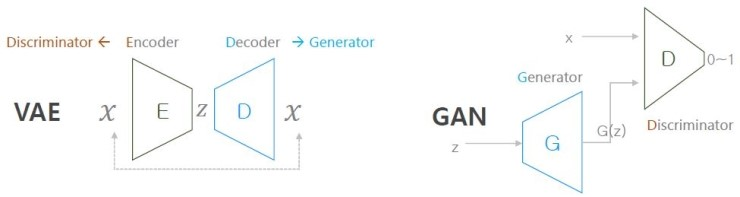 Discriminator ← Encoder
Decoder → Generator
VAE
x
E
z
D
x
GAN
x
D
0~1
Generator
z
G
G(z)
Discriminator